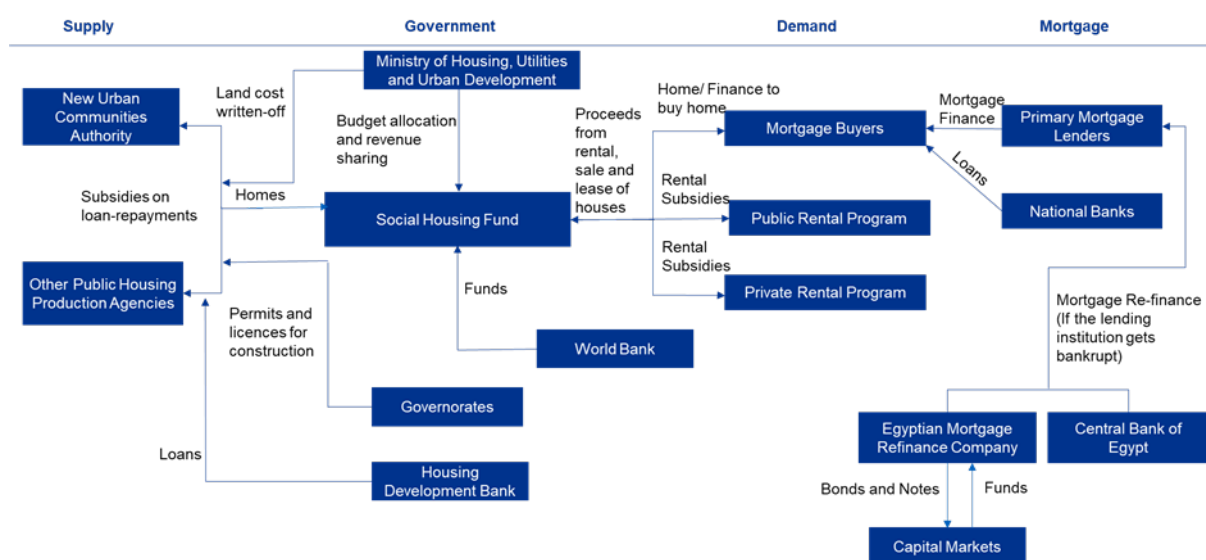 Supply
Government
Demand
Mortgage
Ministry of Housing, Utilities
and Urban Development
New Urban
Communities
Authority
Land cost
written-off
Budget allocation
and revenue
sharing
Proceeds
from
rental,
sale and
lease of
houses
Home/ Finance to
buy home
Mortgage Buyers
Mortgage
Finance
Primary Mortgage
Lenders
Loans
National Banks
Subsidies on
loan-repayments
Homes
Social Housing Fund
Rental
Subsidies
Public Rental Program
Rental
Subsidies
Private Rental Program
Other Public Housing
Production Agencies
Permits and
licences for
construction
Funds
World Bank
Mortgage Re-finance
(If the lending
institution gets
bankrupt)
Governorates
Loans
Housing
Development Bank
Egyptian Mortgage
Refinance Company
Central Bank of
Egypt
Bonds and Notes
Funds
Capital Markets